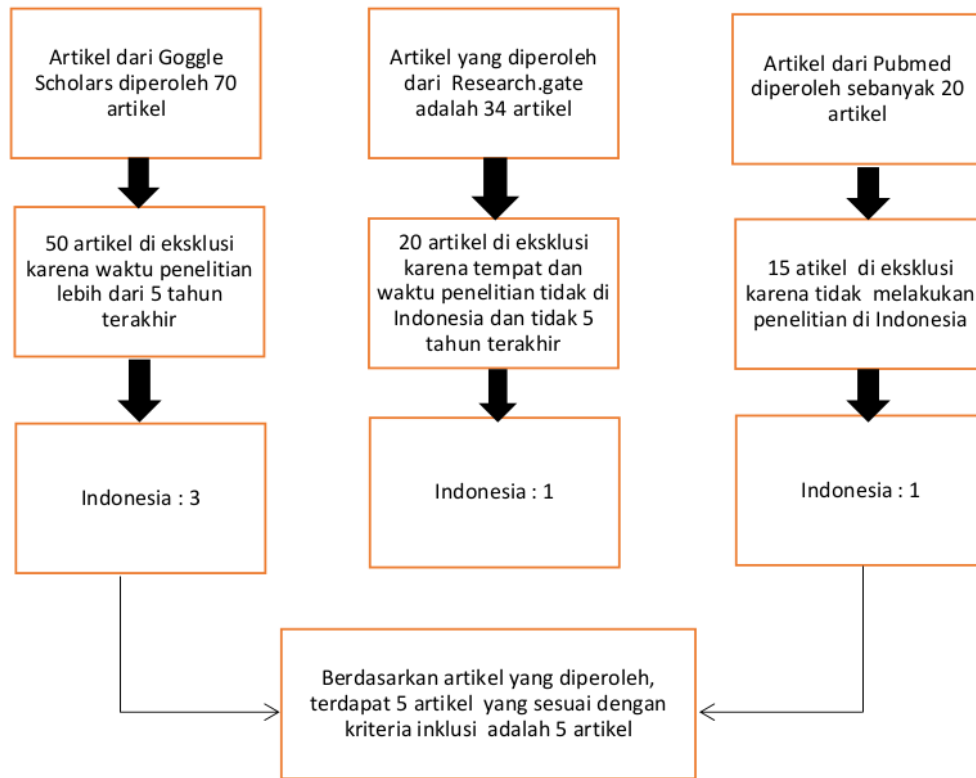 Artikel dari Goggle
Scholars diperoleh 70
artikel
Artikel yang diperoleh
dari Research.gate
adalah 34 artikel
Artikel dari Pubmed
diperoleh sebanyak 20
artikel
50 artikel di eksklusi
karena waktu penelitian
lebih dari 5 tahun
terakhir
20 artikel di eksklusi
karena tempat dan
waktu penelitian tidak di
Indonesia dan tidak 5
tahun terakhir
15 atikel di eksklusi
karena tidak melakukan
penelitian di Indonesia
Indonesia : 3
Indonesia : 1
Indonesia : 1
Berdasarkan artikel yang diperoleh,
terdapat 5 artikel yang sesuai dengan
kriteria inklusi adalah 5 artikel